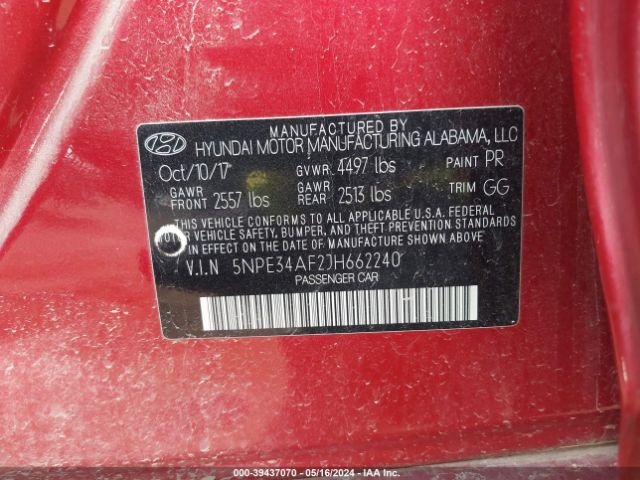 MANUFACTURED BY
HYUNDAI MOTOR MANUFACTURING ALABAMA, LLC
Oct/10/17 GVWR 4497 lbs PAINT PR
GAWR FRONT 2557 lbs GAWR REAR 2513 lbs TRIM GG
THIS VEHICLE CONFORMS TO ALL APPLICABLE U.S.A. FEDERAL
MOTOR VEHICLE SAFETY, BUMPER, AND THEFT PREVENTION STANDARDS
IN EFFECT ON THE DATE OF MANUFACTURE SHOWN ABOVE.
V.I.N 5NPE34AF2JH662240
PASSENGER CAR
000-39437070 - 05/16/2024 - IAA Inc.